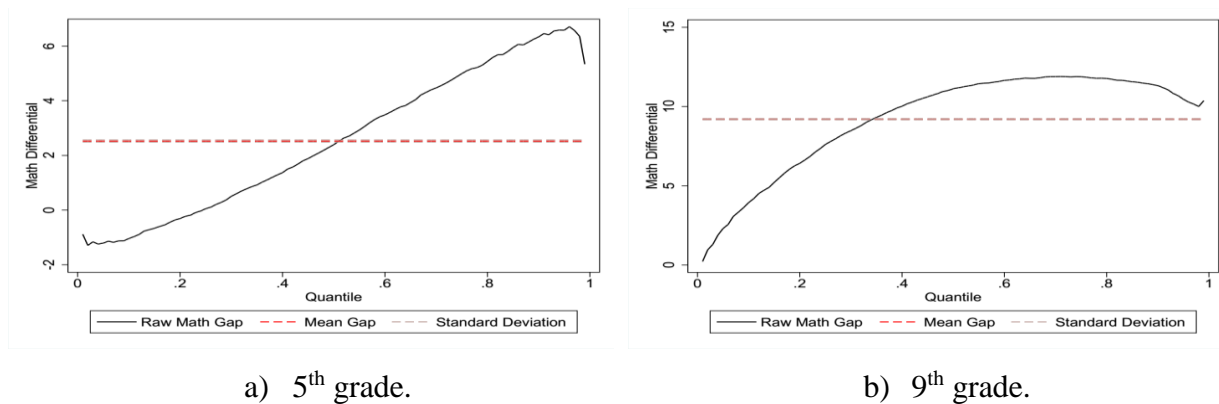 Math Differential
6
4
2
0
-2
0 .2 .4 .6 .8 1
Quantile
Raw Math Gap Mean Gap Standard Deviation
a) 5th grade.
Math Differential
15
10
5
0
0 .2 .4 .6 .8 1
Quantile
Raw Math Gap Mean Gap Standard Deviation
b) 9th grade.